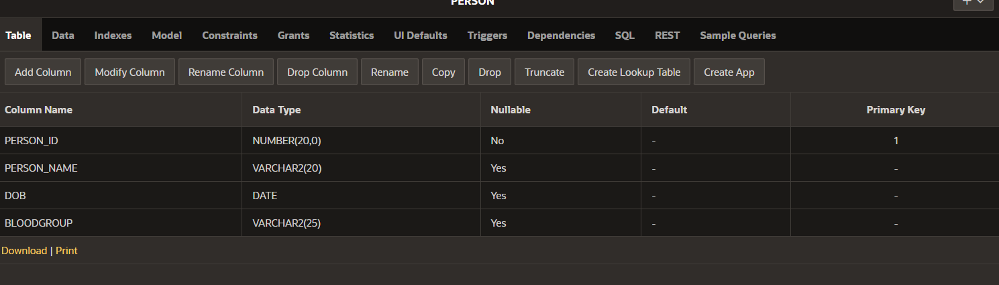 PERSON
Table Data Indexes Model Constraints Grants Statistics UI Defaults Triggers Dependencies SQL REST Sample Queries
Add Column Modify Column Rename Column Drop Column Rename Copy Drop Truncate Create Lookup Table Create App
Column Name Data Type Nullable Default Primary Key
PERSON_ID NUMBER(20,0) No - 1
PERSON_NAME VARCHAR2(20) Yes - -
DOB DATE Yes - -
BLOODGROUP VARCHAR2(25) Yes - -
Download | Print